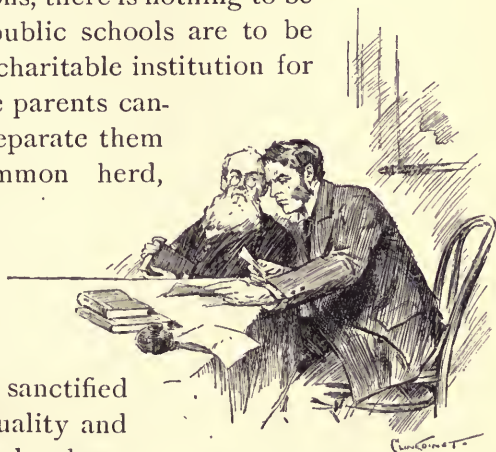 ons, there is nothing to be
public schools are to be
charitable institution for
e parents can-
eparate them
mmon herd,
sanctified
uality and